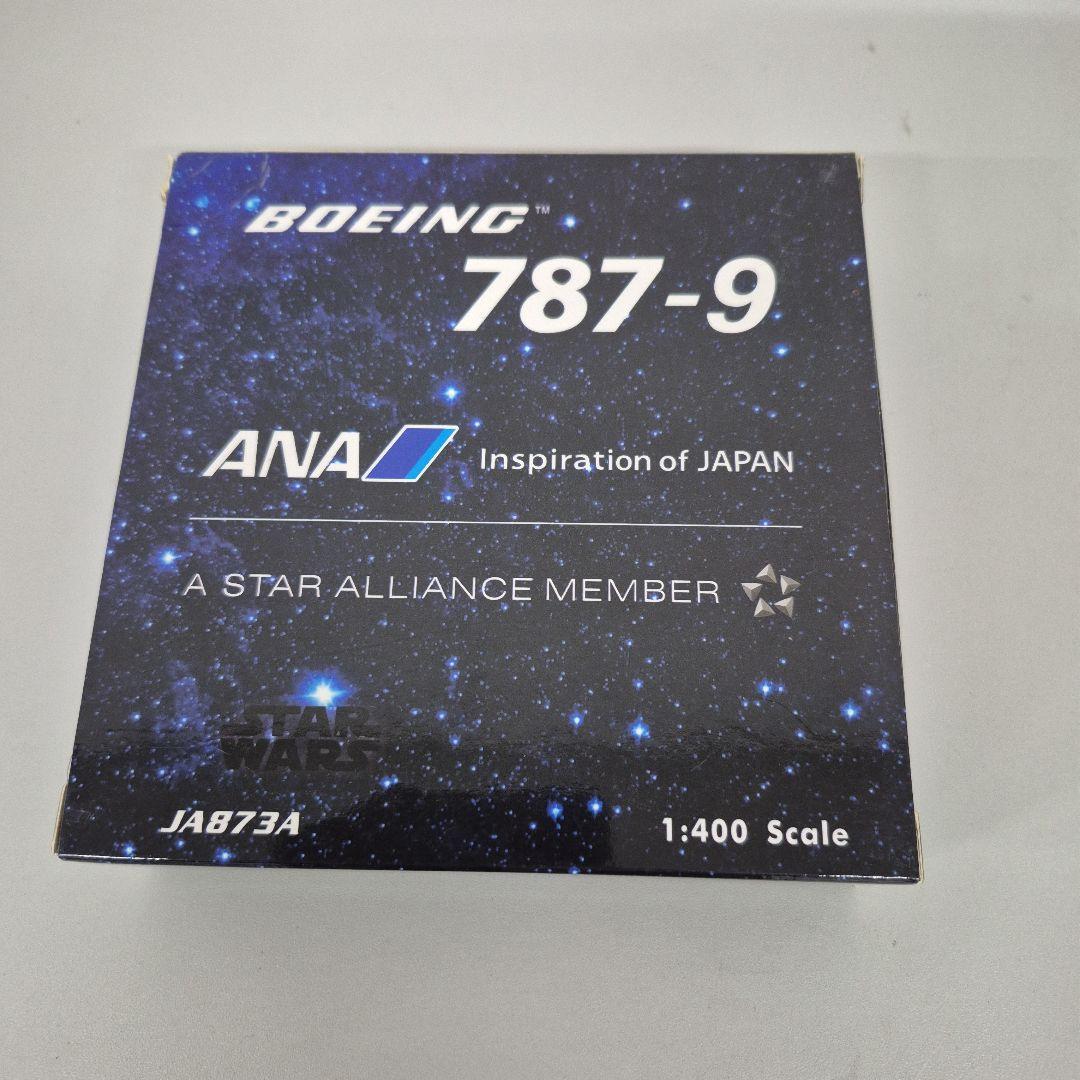 BOEING™
787-9
ANA Inspiration of JAPAN
A STAR ALLIANCE MEMBER
STAR
WARS
JA873A
1:400 Scale